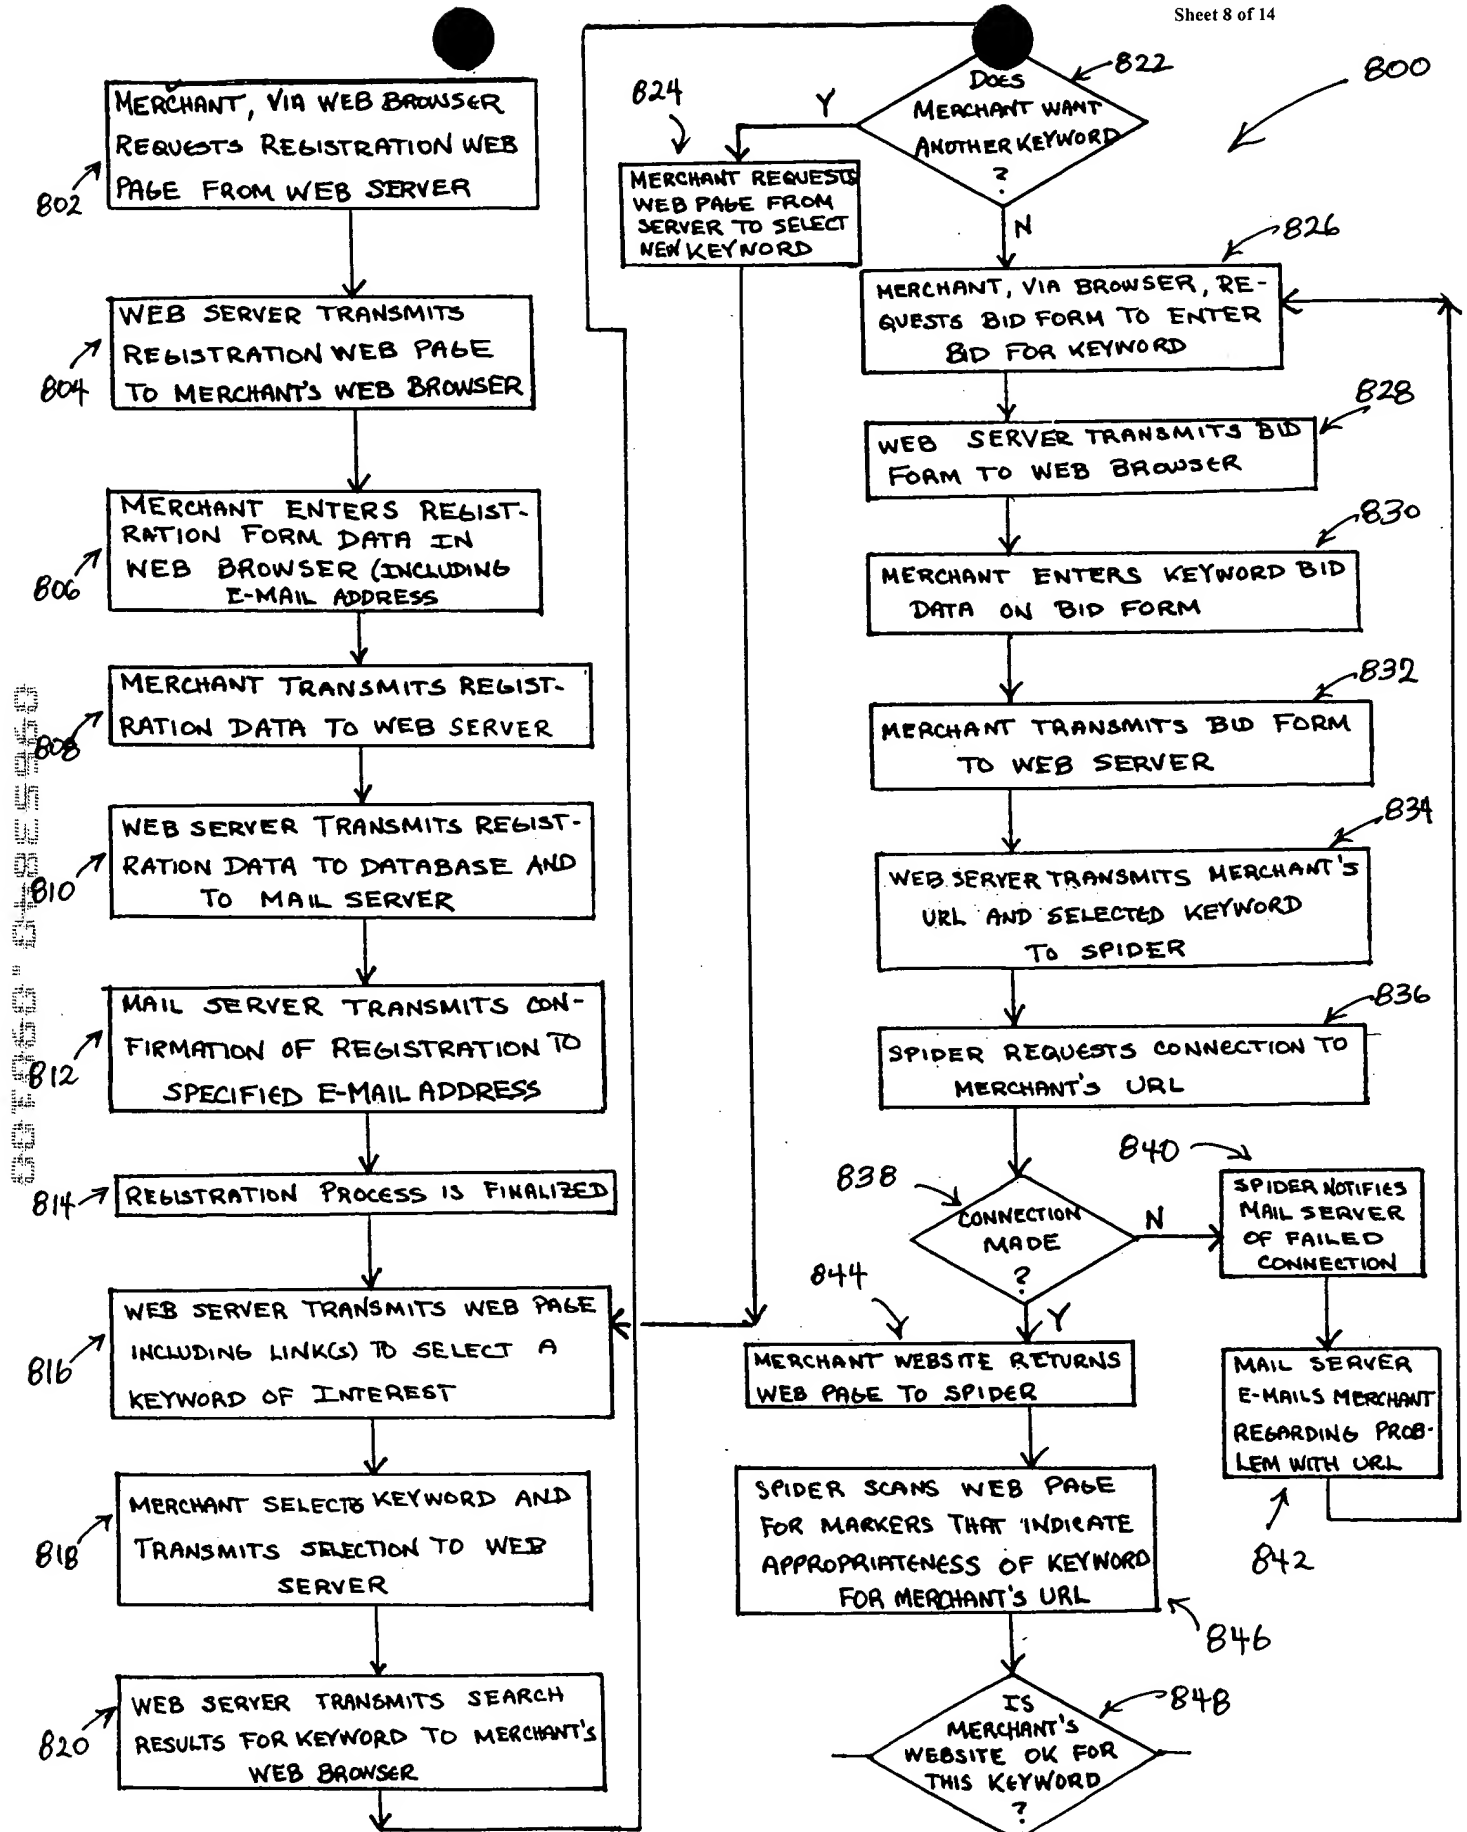 Sheet 8 of 14
MERCHANT, VIA WEB BROWSER
REQUESTS REGISTRATION WEB
PAGE FROM WEB SERVER
802
WEB SERVER TRANSMITS
REGISTRATION WEB PAGE
TO MERCHANT'S WEB BROWSER
804
MERCHANT ENTERS REGIST-
RATION FORM DATA IN
WEB BROWSER (INCLUDING
E-MAIL ADDRESS
806
MERCHANT TRANSMITS REGIST-
RATION DATA TO WEB SERVER
808
WEB SERVER TRANSMITS REGIST-
RATION DATA TO DATABASE AND
TO MAIL SERVER
810
MAIL SERVER TRANSMITS CON-
FIRMATION OF REGISTRATION TO
SPECIFIED E-MAIL ADDRESS
812
REGISTRATION PROCESS IS FINALIZED
814
WEB SERVER TRANSMITS WEB PAGE
INCLUDING LINK(S) TO SELECT A
KEYWORD OF INTEREST
816
MERCHANT SELECTS KEYWORD AND
TRANSMITS SELECTION TO WEB
SERVER
818
WEB SERVER TRANSMITS SEARCH
RESULTS FOR KEYWORD TO MERCHANT'S
WEB BROWSER
820
800
822
DOES
MERCHANT WANT
ANOTHER KEYWORD
?
Y
N
824
MERCHANT REQUESTS
WEB PAGE FROM
SERVER TO SELECT
NEW KEYWORD
826
MERCHANT, VIA BROWSER, RE-
QUESTS BID FORM TO ENTER
BID FOR KEYWORD
828
WEB SERVER TRANSMITS BID
FORM TO WEB BROWSER
830
MERCHANT ENTERS KEYWORD BID
DATA ON BID FORM
832
MERCHANT TRANSMITS BID FORM
TO WEB SERVER
834
WEB SERVER TRANSMITS MERCHANT'S
URL AND SELECTED KEYWORD
TO SPIDER
836
SPIDER REQUESTS CONNECTION TO
MERCHANT'S URL
838
CONNECTION
MADE
?
N
Y
840
SPIDER NOTIFIES
MAIL SERVER
OF FAILED
CONNECTION
MAIL SERVER
E-MAILS MERCHANT
REGARDING PROB-
LEM WITH URL
842
844
MERCHANT WEBSITE RETURNS
WEB PAGE TO SPIDER
SPIDER SCANS WEB PAGE
FOR MARKERS THAT INDICATE
APPROPRIATENESS OF KEYWORD
FOR MERCHANT'S URL
846
848
IS
MERCHANT'S
WEBSITE OK FOR
THIS KEYWORD
?